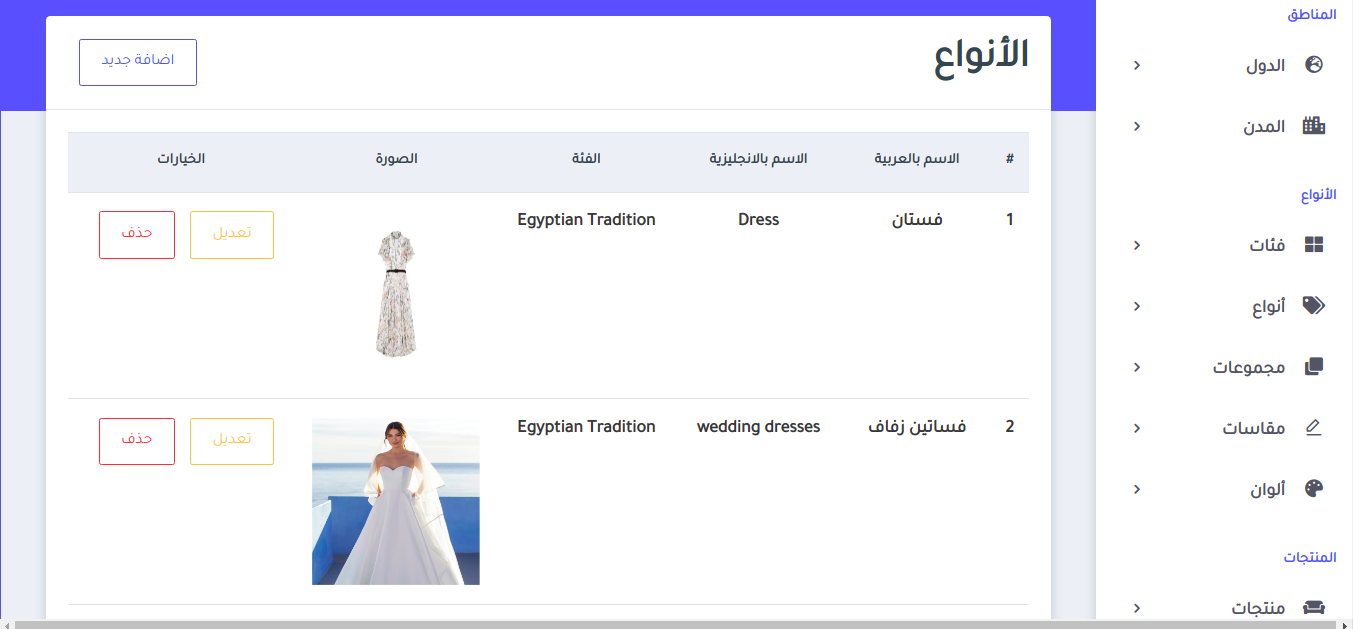 المناطق
الدول
المدن
الأنواع
فئات
أنواع
مجموعات
مقاسات
ألوان
المنتجات
منتجات
الأنواع
اضافة جديد
# الاسم بالعربية الاسم بالانجليزية الفئة الصورة الخيارات
1 فستان Dress Egyptian Tradition تعديل حذف
2 فساتين زفاف wedding dresses Egyptian Tradition تعديل حذف